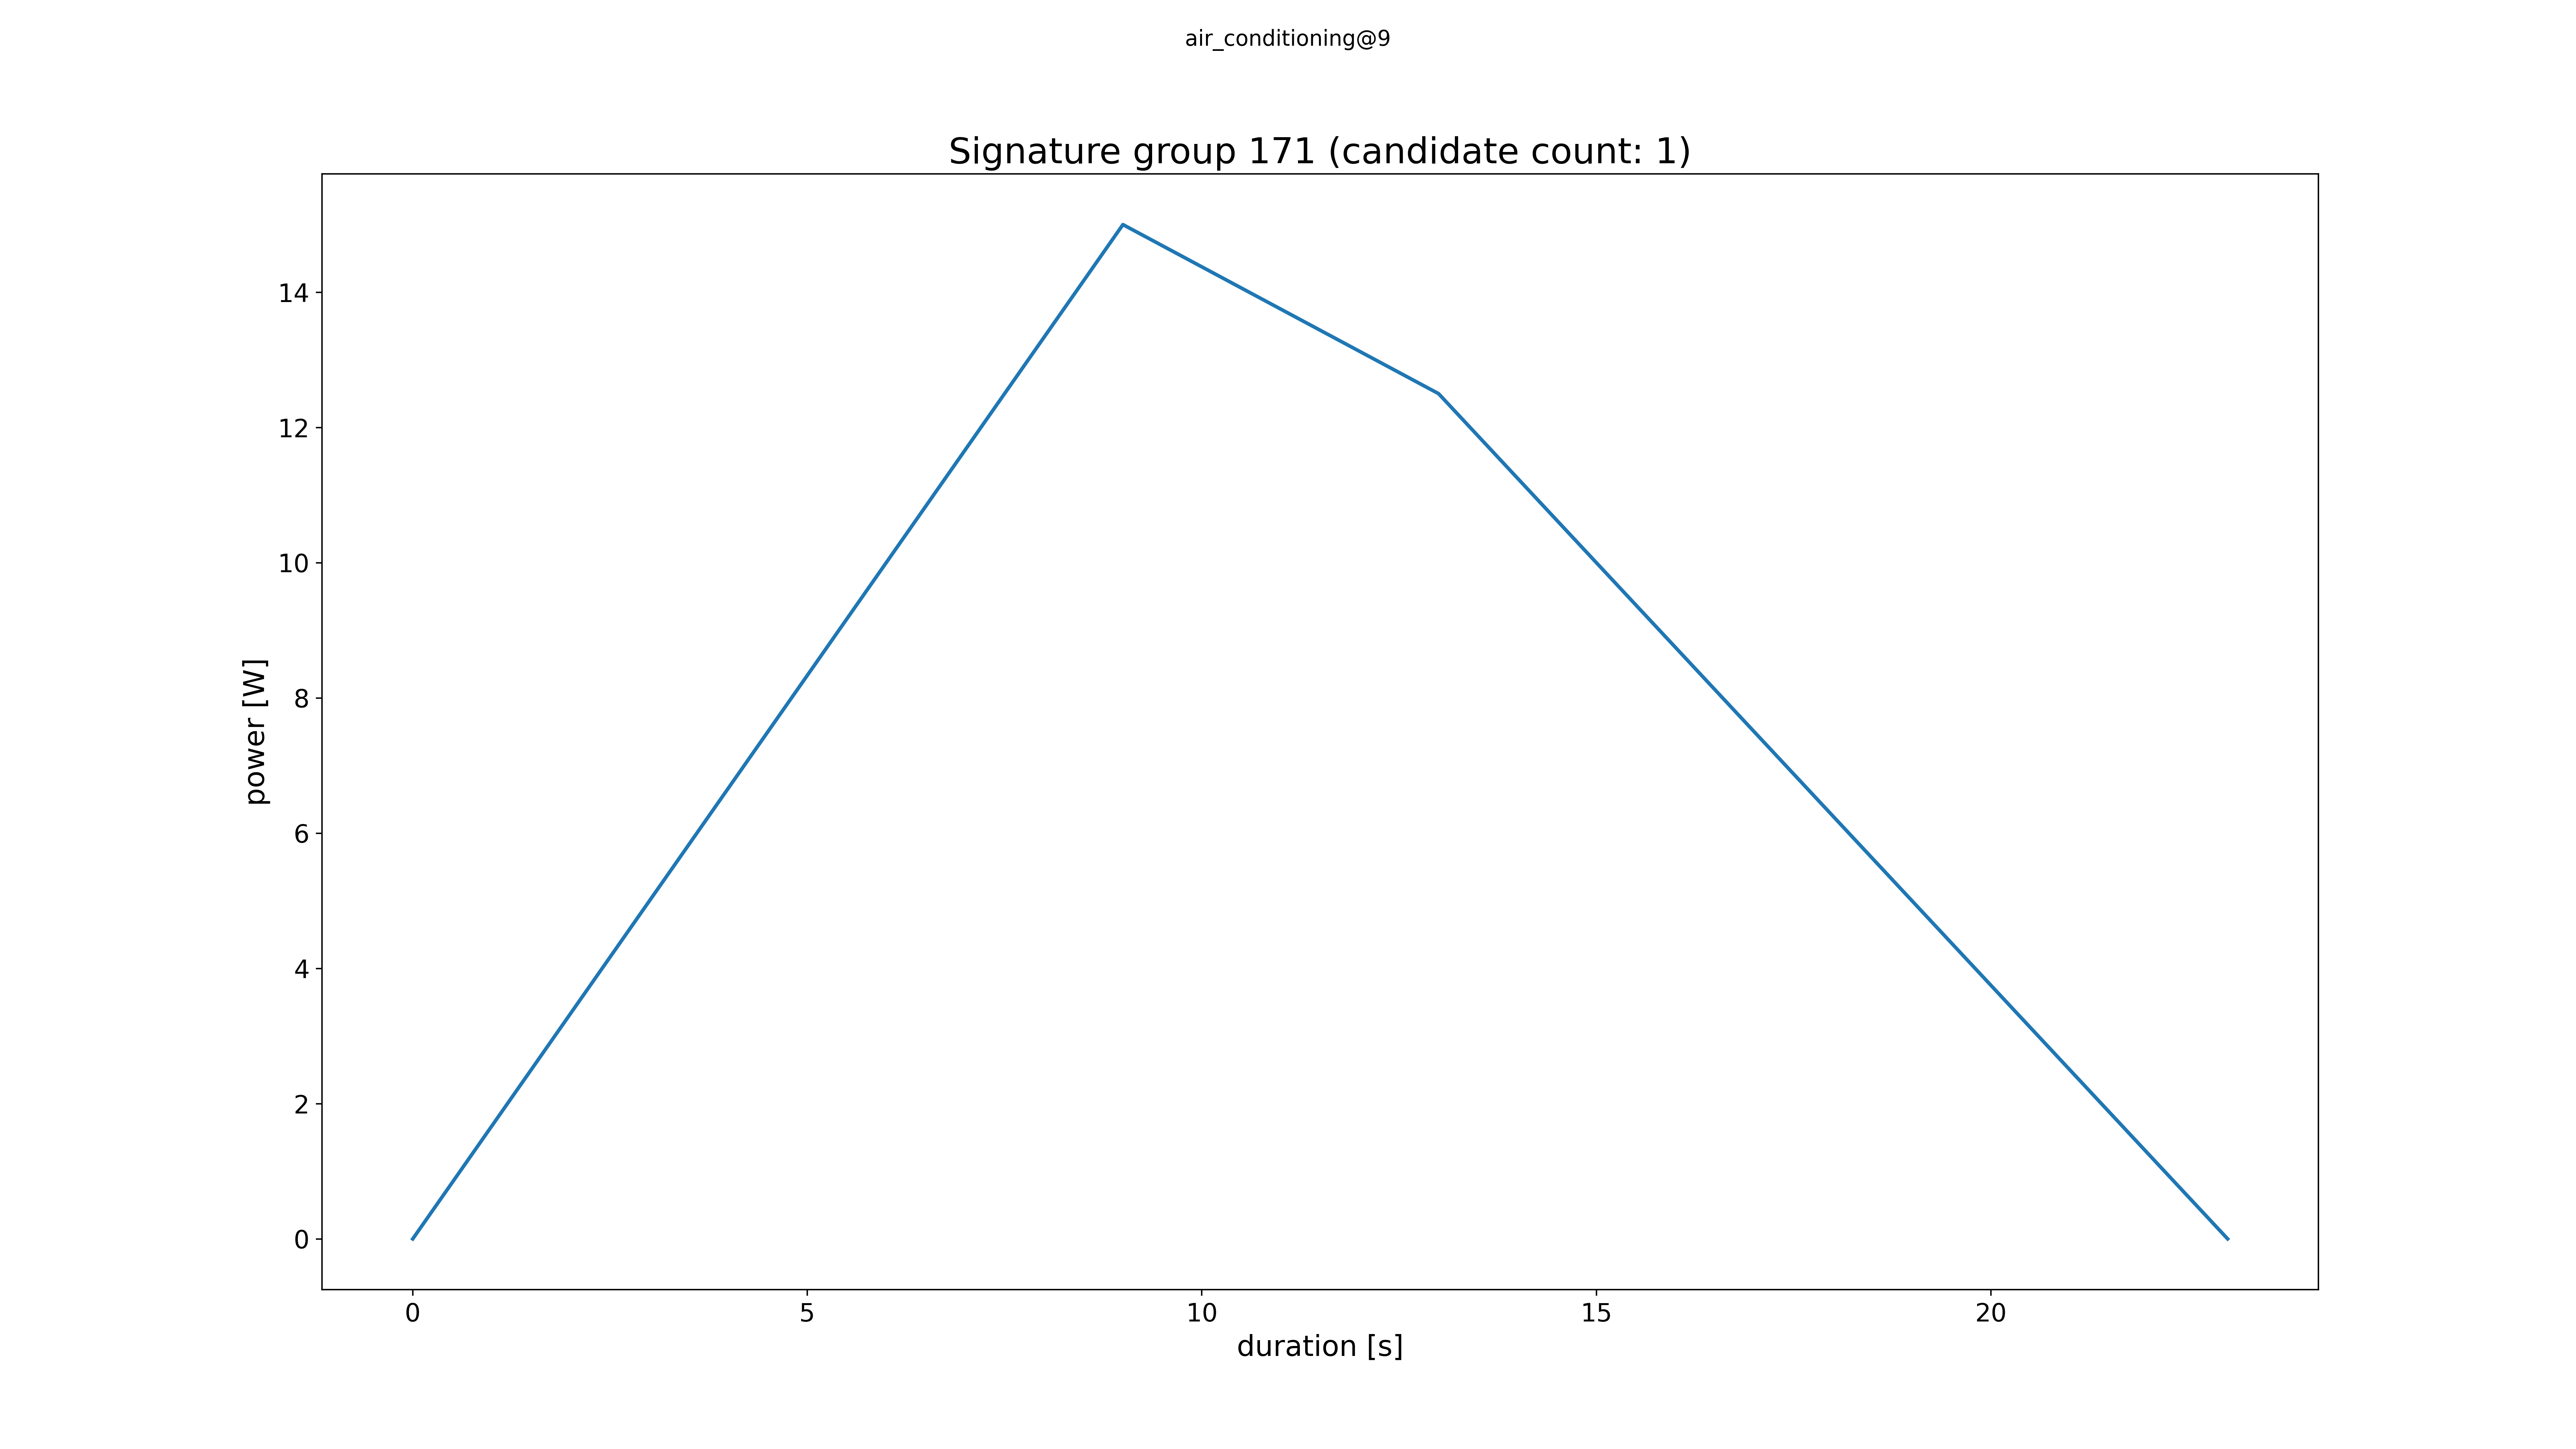 air_conditioning@9
Signature group 171 (candidate count: 1)
14
12
10
8
6
4
2
0
power [W]
0 5 10 15 20
duration [s]